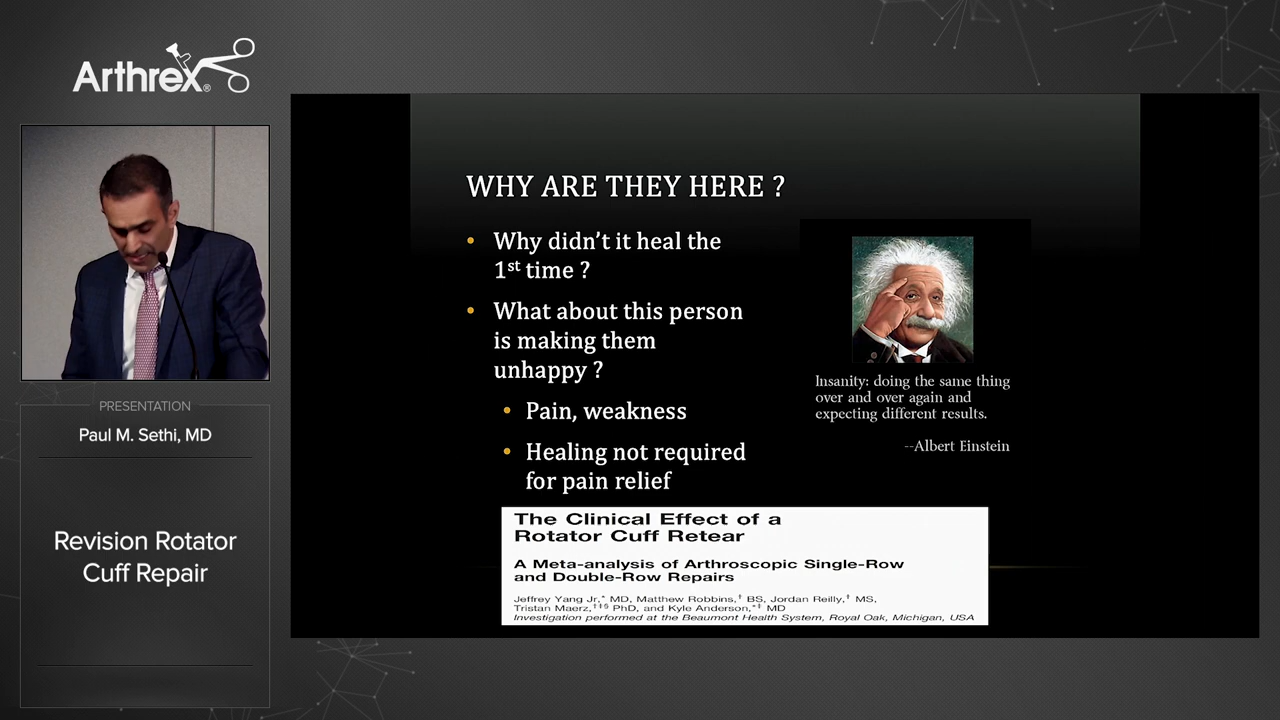 Arthrex®
PRESENTATION
Paul M. Sethi, MD
Revision Rotator
Cuff Repair
WHY ARE THEY HERE ?
• Why didn’t it heal the
1st time ?
• What about this person
is making them
unhappy ?
• Pain, weakness
• Healing not required
for pain relief
Insanity: doing the same thing
over and over again and
expecting different results.
--Albert Einstein
The Clinical Effect of a
Rotator Cuff Retear
A Meta-analysis of Arthroscopic Single-Row
and Double-Row Repairs
Jeffrey Yang Jr,* MD, Matthew Robbins,† BS, Jordan Reilly,† MS,
Tristan Maerz,†‡§ PhD, and Kyle Anderson,*‡ MD
Investigation performed at the Beaumont Health System, Royal Oak, Michigan, USA